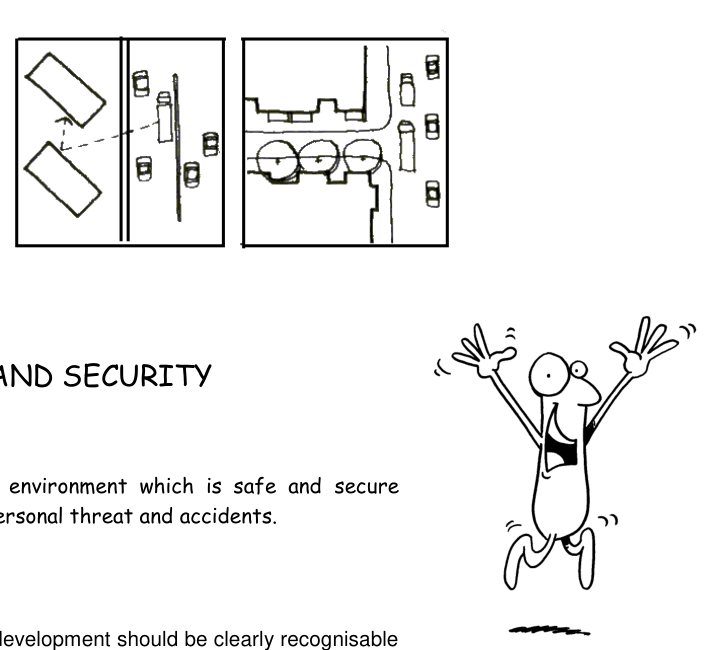 AND SECURITY
environment which is safe and secure
ersonal threat and accidents.
development should be clearly recognisable